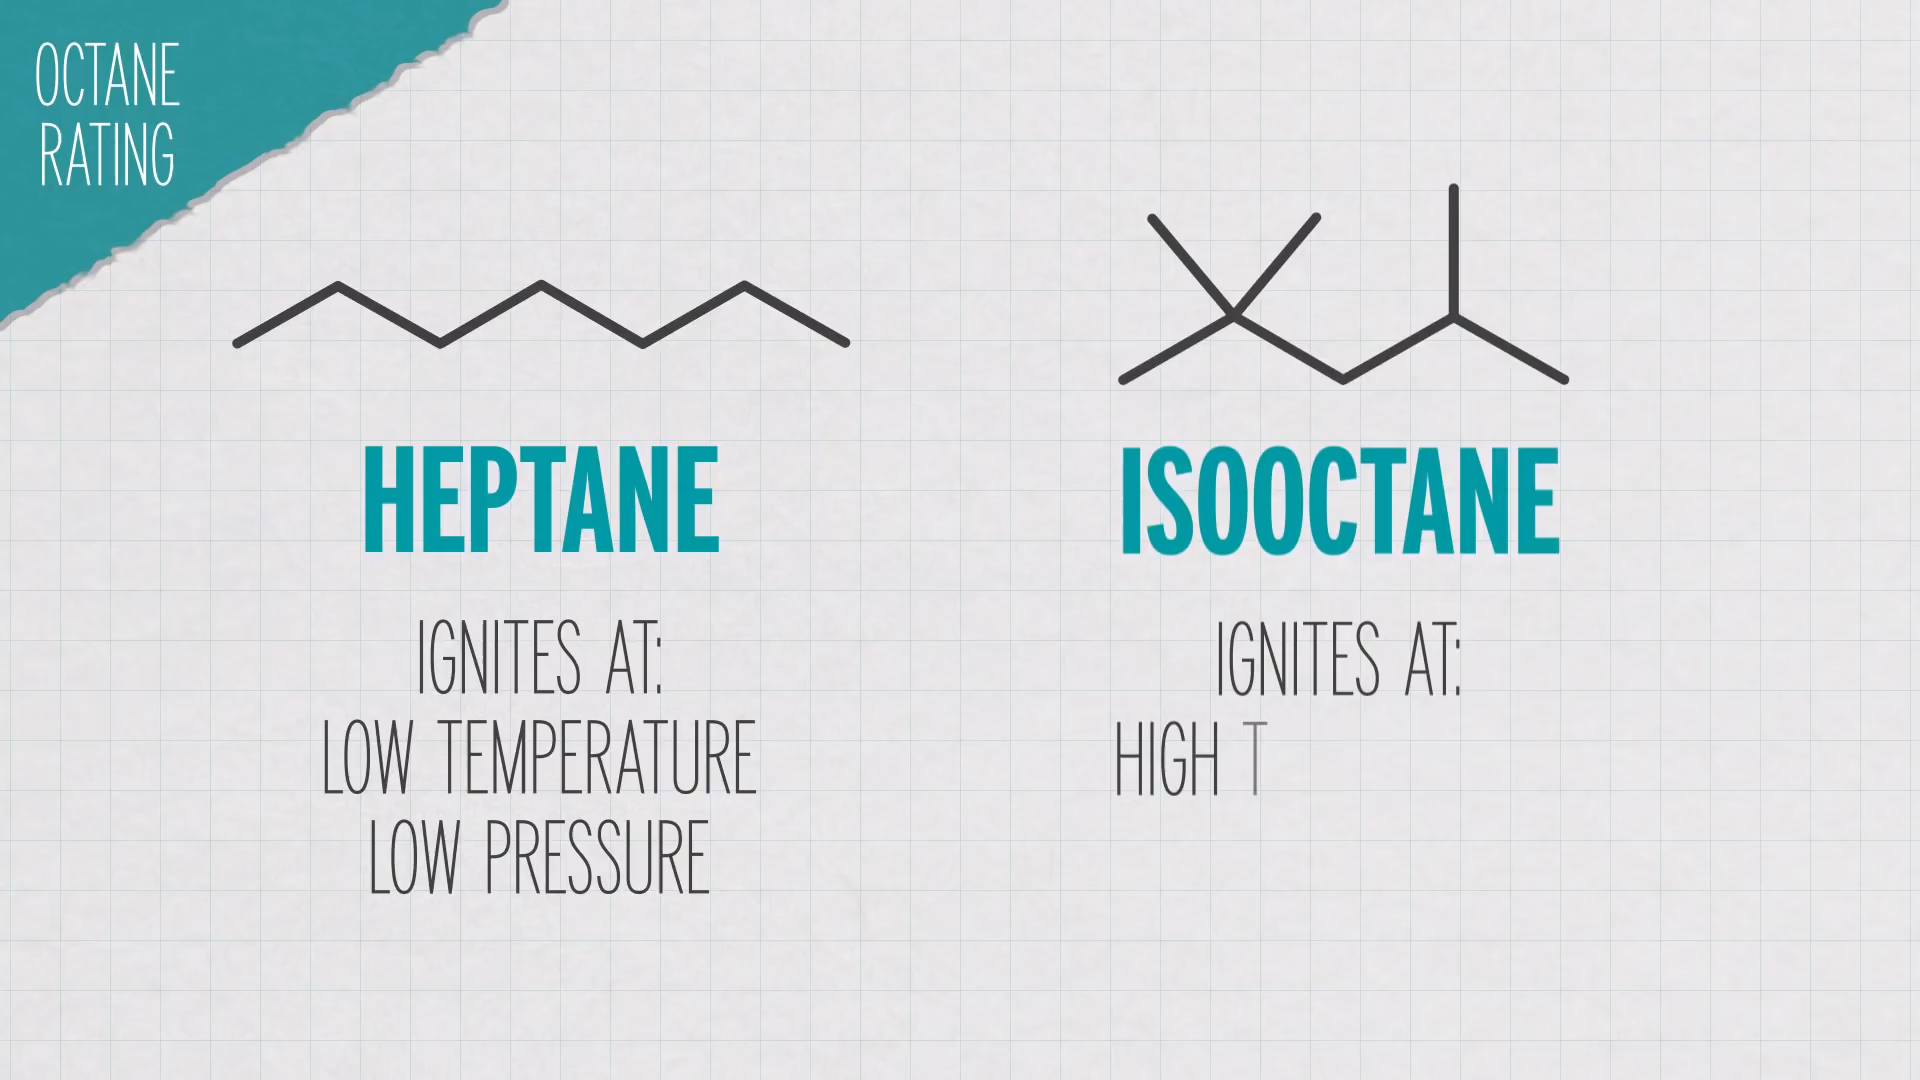 OCTANE
RATING
HEPTANE
IGNITES AT:
LOW TEMPERATURE
LOW PRESSURE
ISOOCTANE
IGNITES AT:
HIGH T